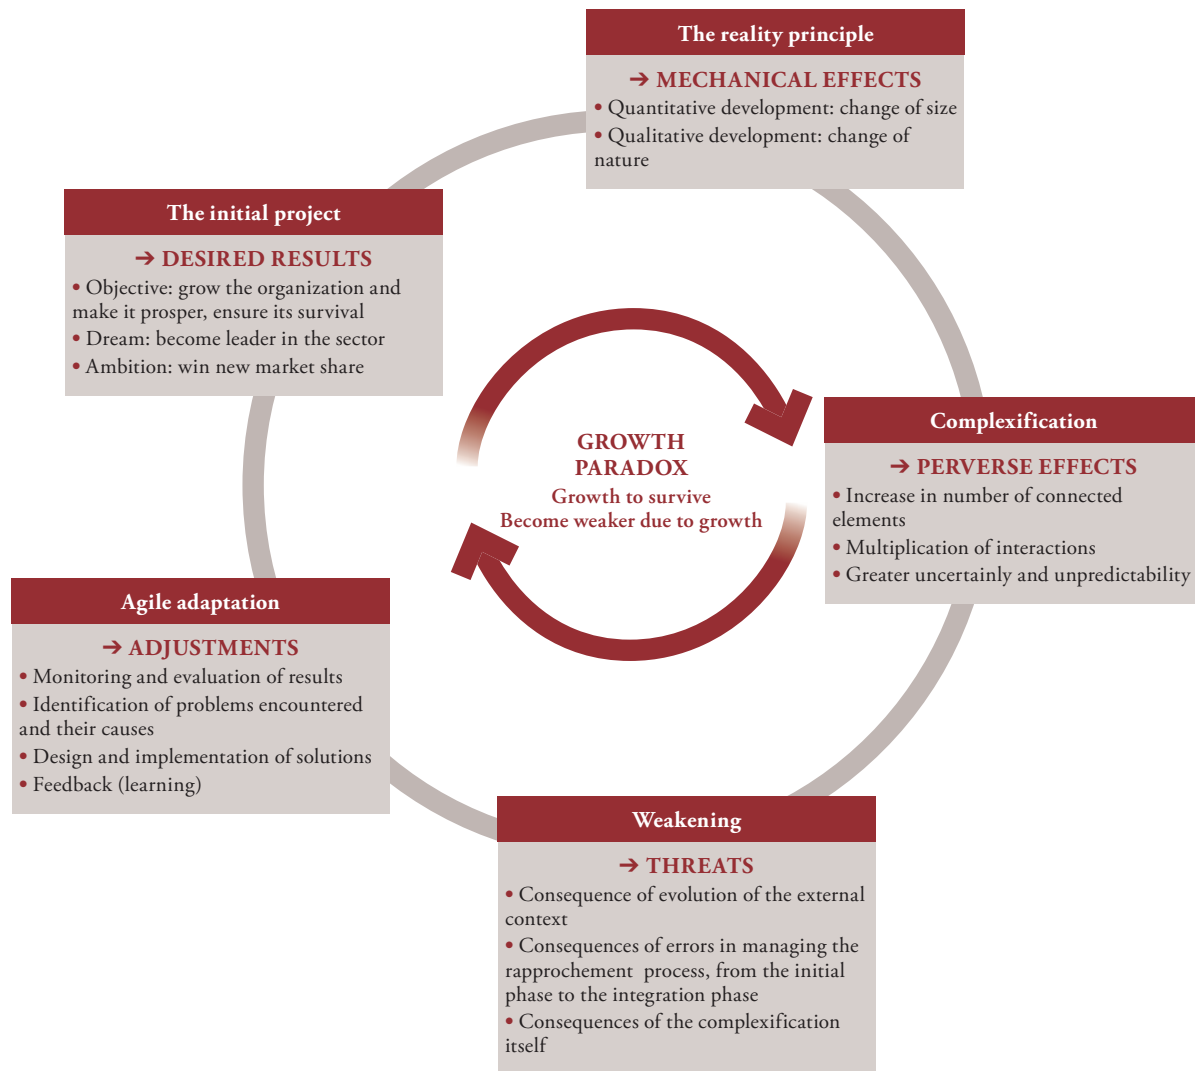 The reality principle
➔ MECHANICAL EFFECTS
• Quantitative development: change of size
• Qualitative development: change of
nature
The initial project
➔ DESIRED RESULTS
• Objective: grow the organization and
make it prosper, ensure its survival
• Dream: become leader in the sector
• Ambition: win new market share
Complexification
➔ PERVERSE EFFECTS
• Increase in number of connected
elements
• Multiplication of interactions
• Greater uncertainly and unpredictability
GROWTH
PARADOX
Growth to survive
Become weaker due to growth
Agile adaptation
➔ ADJUSTMENTS
• Monitoring and evaluation of results
• Identification of problems encountered
and their causes
• Design and implementation of solutions
• Feedback (learning)
Weakening
➔ THREATS
• Consequence of evolution of the external
context
• Consequences of errors in managing the
rapprochement process, from the initial
phase to the integration phase
• Consequences of the complexification
itself